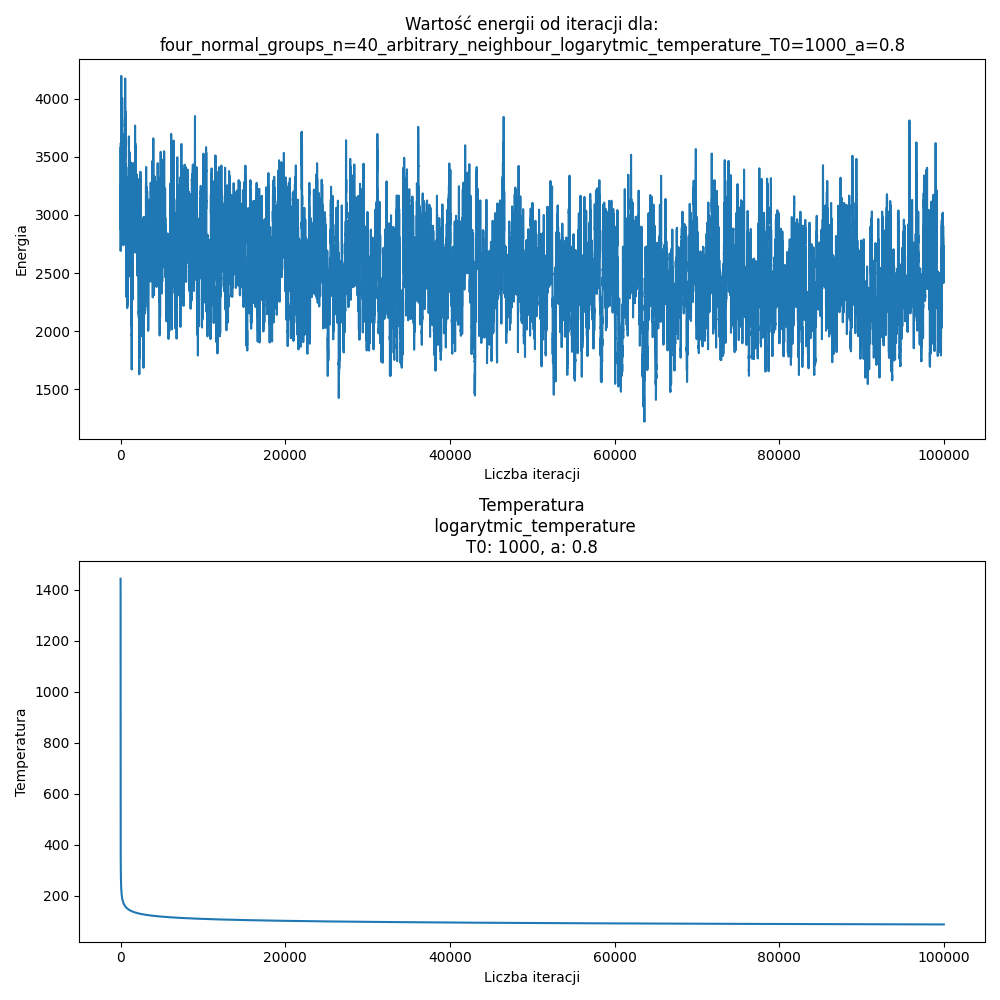 Wartość energii od iteracji dla:
four_normal_groups_n=40_arbitrary_neighbour_logarytmic_temperature_T0=1000_a=0.8
4000
3500
3000
2500
2000
1500
Energia
0 20000 40000 60000 80000 100000
Liczba iteracji
Temperatura
logarytmic_temperature
T0: 1000, a: 0.8
1400
1200
1000
800
600
400
200
Temperatura
0 20000 40000 60000 80000 100000
Liczba iteracji